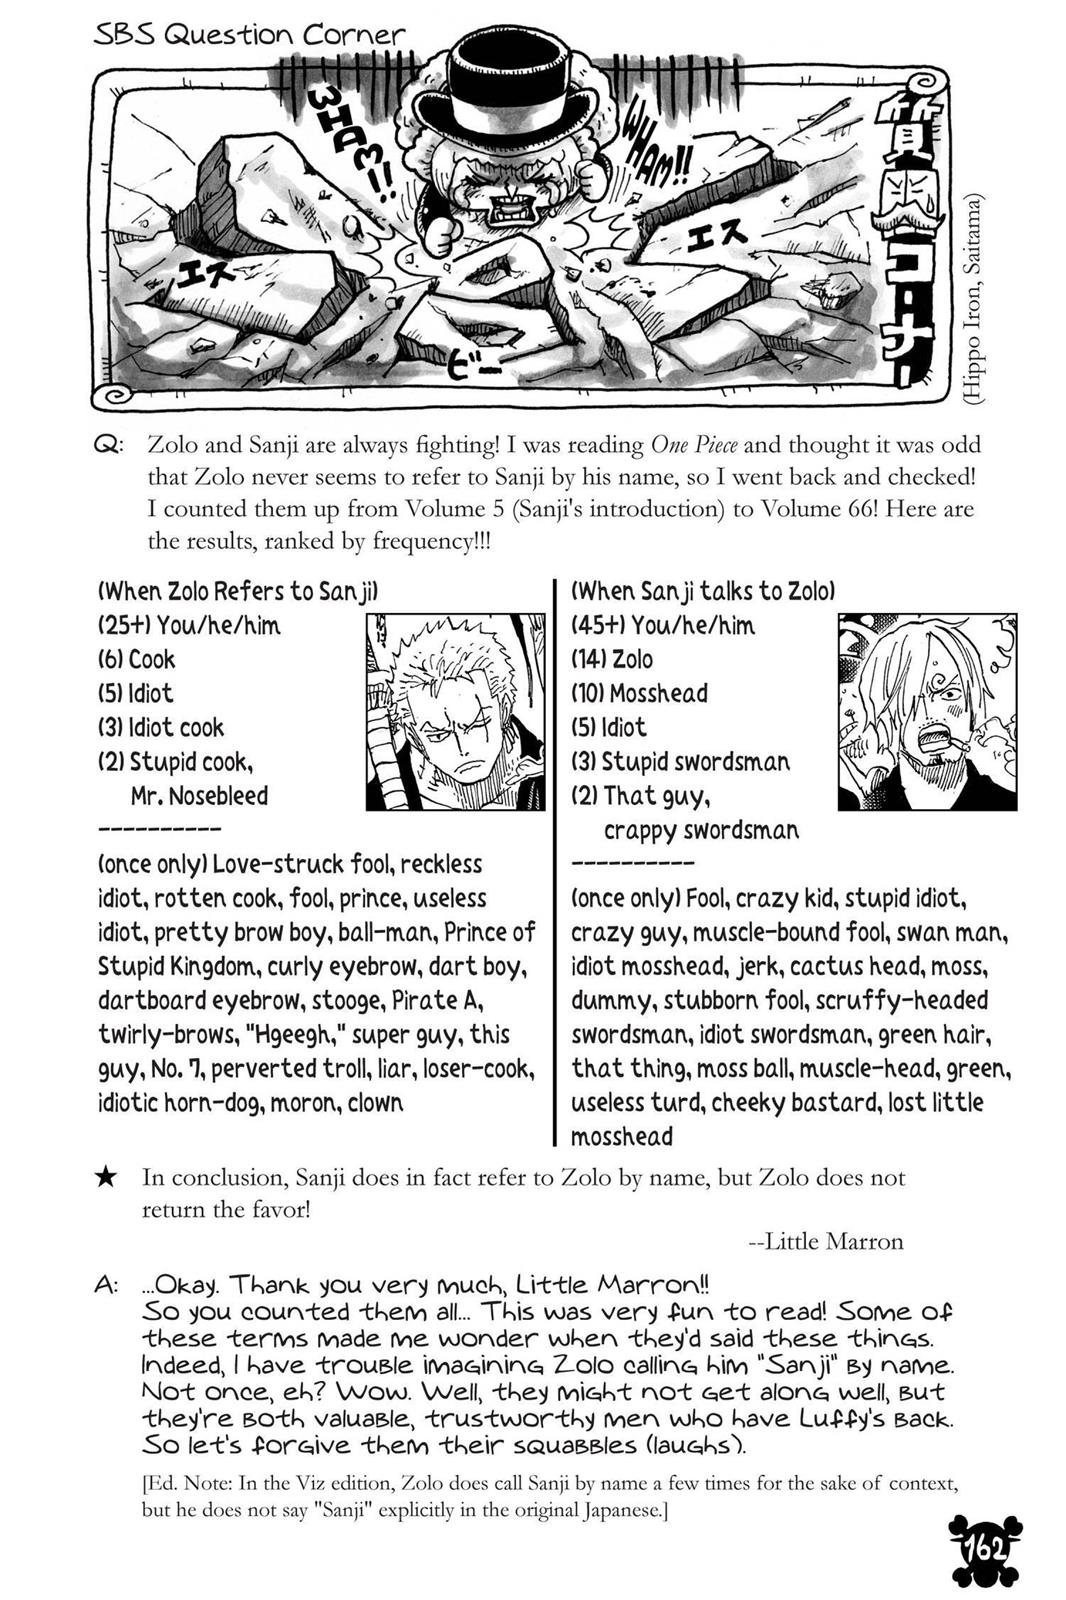 SBS Question Corner
WHAM!!
WHAM!!
質
問
コーナー
エス
エス
ビー
(Hippo Iron, Saitama)
Q: Zolo and Sanji are always fighting! I was reading One Piece and thought it was odd
that Zolo never seems to refer to Sanji by his name, so I went back and checked!
I counted them up from Volume 5 (Sanji's introduction) to Volume 66! Here are
the results, ranked by frequency!!!
(When Zolo Refers to Sanji)
(25+) You/he/him
(6) Cook
(5) Idiot
(3) Idiot cook
(2) Stupid cook,
Mr. Nosebleed
----------
(once only) Love-struck fool, reckless
idiot, rotten cook, fool, prince, useless
idiot, pretty brow boy, ball-man, Prince of
Stupid Kingdom, curly eyebrow, dart boy,
dartboard eyebrow, stooge, Pirate A,
twirly-brows, "Hgeegh," super guy, this
guy, No. 7, perverted troll, liar, loser-cook,
idiotic horn-dog, moron, clown
(When Sanji talks to Zolo)
(45+) You/he/him
(14) Zolo
(10) Mosshead
(5) Idiot
(3) Stupid swordsman
(2) That guy,
crappy swordsman
----------
(once only) Fool, crazy kid, stupid idiot,
crazy guy, muscle-bound fool, swan man,
idiot mosshead, jerk, cactus head, moss,
dummy, stubborn fool, scruffy-headed
swordsman, idiot swordsman, green hair,
that thing, moss ball, muscle-head, green,
useless turd, cheeky bastard, lost little
mosshead
★ In conclusion, Sanji does in fact refer to Zolo by name, but Zolo does not
return the favor!
--Little Marron
A: ...Okay. Thank you very much, Little Marron!!
So you counted them all... This was very fun to read! Some of
these terms made me wonder when they'd said these things.
Indeed, I have trouble imagining Zolo calling him "Sanji" by name.
Not once, eh? Wow. Well, they might not get along well, but
they're both valuable, trustworthy men who have Luffy's back.
So let's forgive them their squabbles (laughs).
[Ed. Note: In the Viz edition, Zolo does call Sanji by name a few times for the sake of context,
but he does not say "Sanji" explicitly in the original Japanese.]
162